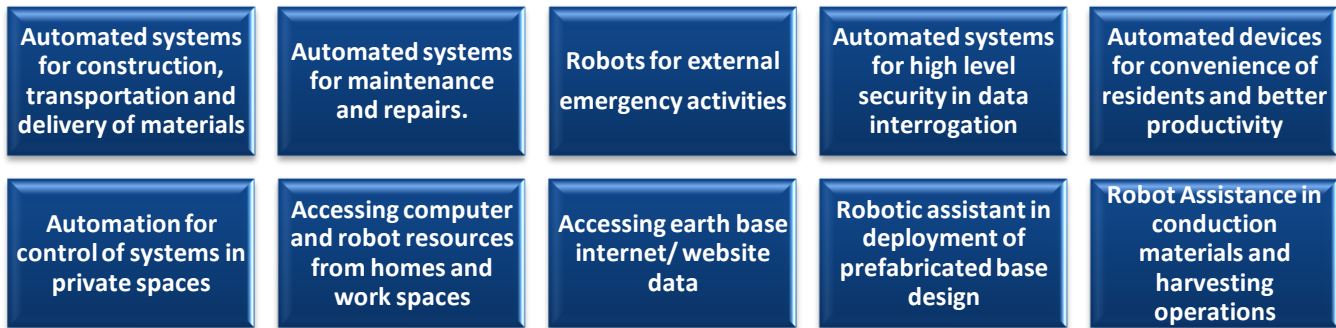 Automated systems
for construction,
transportation and
delivery of materials
Automated systems
for maintenance
and repairs.
Robots for external
emergency activities
Automated systems
for high level
security in data
interrogation
Automated devices
for convenience of
residents and better
productivity
Automation for
control of systems in
private spaces
Accessing computer
and robot resources
from homes and
work spaces
Accessing earth base
internet/ website
data
Robotic assistant in
deployment of
prefabricated base
design
Robot Assistance in
conduction
materials and
harvesting
operations